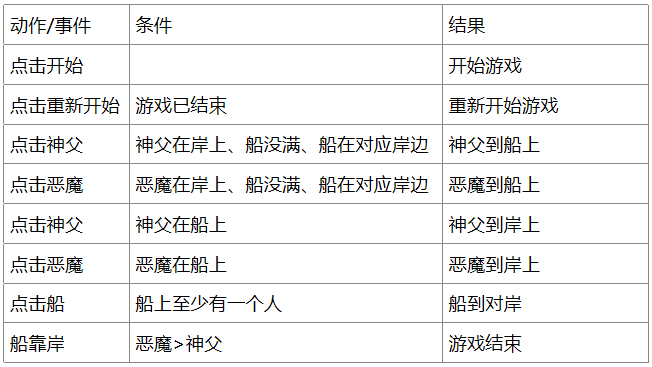 动作/事件 条件 结果
点击开始 开始游戏
点击重新开始 游戏已结束 重新开始游戏
点击神父 神父在岸上、船没满、船在对应岸边 神父到船上
点击恶魔 恶魔在岸上、船没满、船在对应岸边 恶魔到船上
点击神父 神父在船上 神父到岸上
点击恶魔 恶魔在船上 恶魔到岸上
点击船 船上至少有一个人 船到对岸
船靠岸 恶魔>神父 游戏结束